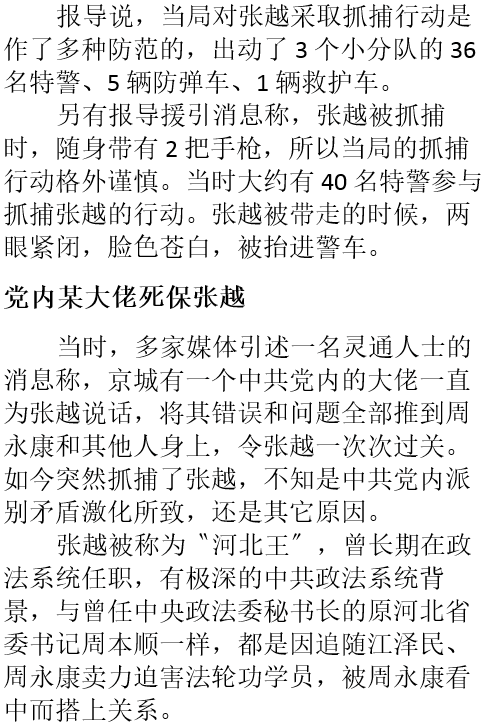 报导说，当局对张越采取抓捕行动是
作了多种防范的，出动了 3 个小分队的 36
名特警、5 辆防弹车、1 辆救护车。
另有报导援引消息称，张越被抓捕
时，随身带有 2 把手枪，所以当局的抓捕
行动格外谨慎。当时大约有 40 名特警参与
抓捕张越的行动。张越被带走的时候，两
眼紧闭，脸色苍白，被抬进警车。
党内某大佬死保张越
当时，多家媒体引述一名灵通人士的
消息称，京城有一个中共党内的大佬一直
为张越说话，将其错误和问题全部推到周
永康和其他人身上，令张越一次次过关。
如今突然抓捕了张越，不知是中共党内派
别矛盾激化所致，还是其它原因。
张越被称为〝河北王〞，曾长期在政
法系统任职，有极深的中共政法系统背
景，与曾任中央政法委秘书长的原河北省
委书记周本顺一样，都是因追随江泽民、
周永康卖力迫害法轮功学员，被周永康看
中而搭上关系。